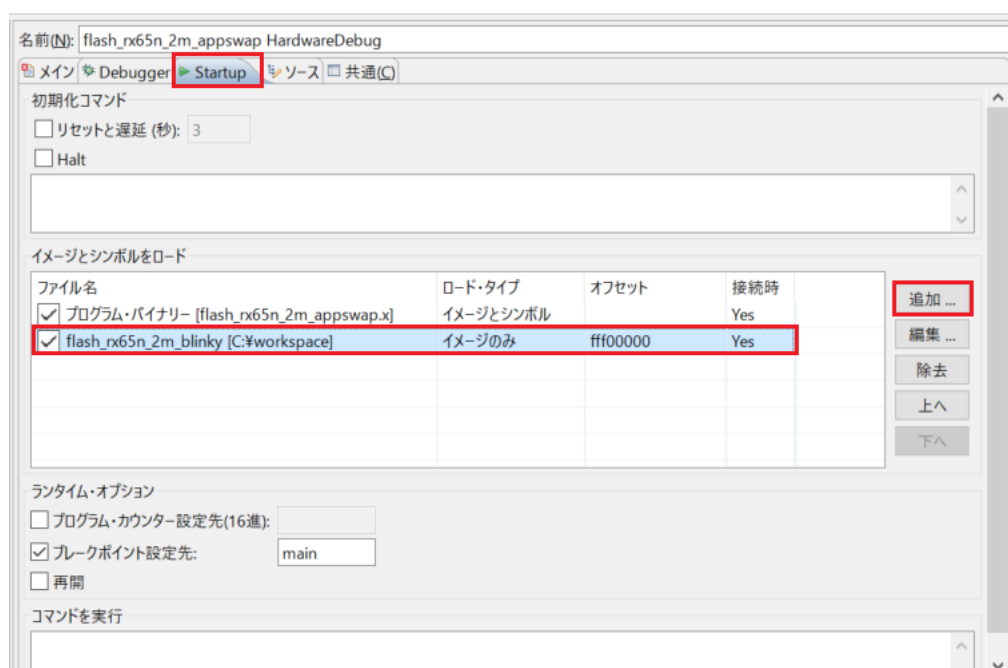 名前(N): flash_rx65n_2m_appswap HardwareDebug
メイン Debugger Startup ソース 共通(C)
初期化コマンド
リセットと遅延 (秒): 3
Halt
イメージとシンボルをロード
ファイル名 ロード・タイプ オフセット 接続時
プログラム・バイナリー [flash_rx65n_2m_appswap.x] イメージとシンボル Yes
flash_rx65n_2m_blinky [C:¥workspace] イメージのみ fff00000 Yes
追加 ...
編集 ...
除去
上へ
下へ
ランタイム・オプション
プログラム・カウンター設定先(16進):
ブレークポイント設定先: main
再開
コマンドを実行